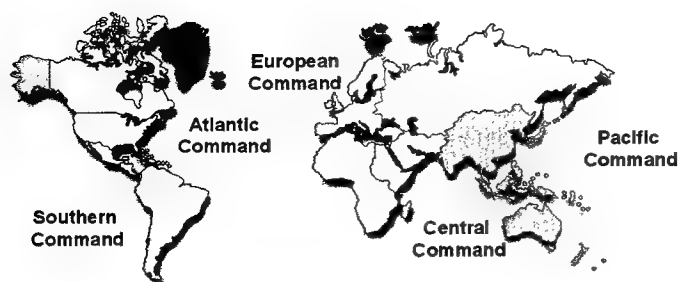 European
Command
Atlantic
Command
Pacific
Command
Southern
Command
Central
Command